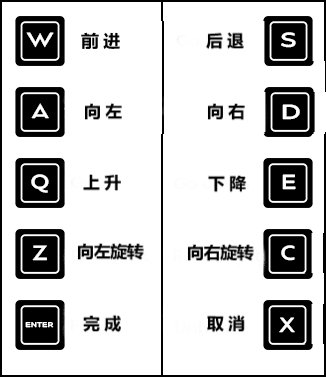 W 前进 后退 S
A 向左 向右 D
Q 上升 下降 E
Z 向左旋转 向右旋转 C
ENTER 完成 取消 X